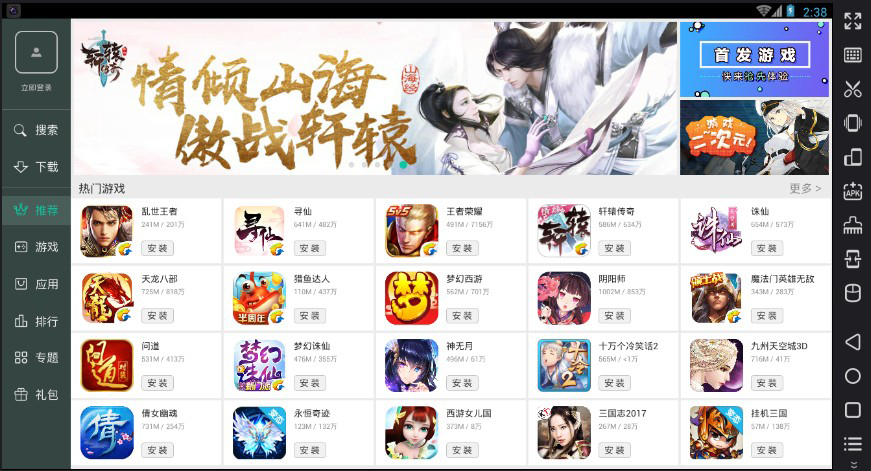 2:38
立即登录
搜索
下载
推荐
游戏
应用
排行
专题
礼包
轩辕传奇
情倾山海
傲战轩辕
山海经
首发游戏
快来抢先体验
游戏
二次元!
热门游戏
更多 >
乱世王者
241M / 201万
安装
寻仙
641M / 482万
安装
王者荣耀
491M / 7156万
安装
轩辕传奇
586M / 634万
安装
诛仙
654M / 573万
安装
天龙八部
725M / 818万
安装
猎鱼达人
110M / 437万
安装
梦幻西游
562M / 701万
安装
阴阳师
1002M / 853万
安装
魔法门英雄无敌
343M / 283万
安装
问道
531M / 413万
安装
梦幻诛仙
476M / 355万
安装
神无月
496M / 61万
安装
十万个冷笑话2
565M / <1万
安装
九州天空城3D
716M / 41万
安装
倩女幽魂
731M / 254万
安装
永恒奇迹
123M / 132万
安装
西游女儿国
373M / 8万
安装
三国志2017
267M / 28万
安装
挂机三国
57M / 138万
安装
APK